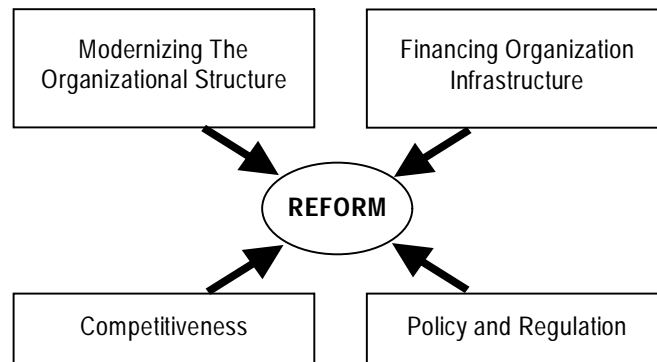 Modernizing The
Organizational Structure
Financing Organization
Infrastructure
REFORM
Competitiveness
Policy and Regulation